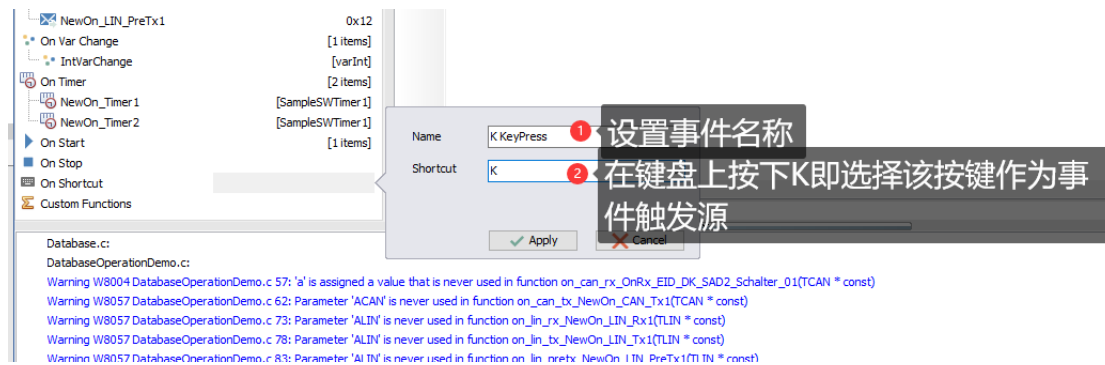 NewOn_LIN_PreTx1 0x12
On Var Change [1 items]
IntVarChange [varInt]
On Timer [2 items]
NewOn_Timer1 [SampleSWTimer1]
NewOn_Timer2 [SampleSWTimer1]
On Start [1 items]
On Stop
On Shortcut
Custom Functions
Name K KeyPress 1 设置事件名称
Shortcut K 2 在键盘上按下K即选择该按键作为事
件触发源
Apply Cancel
Database.c:
DatabaseOperationDemo.c:
Warning W8004 DatabaseOperationDemo.c 57: 'a' is assigned a value that is never used in function on_can_rx_OnRx_EID_DK_SAD2_Schalter_01(TCAN * const)
Warning W8057 DatabaseOperationDemo.c 62: Parameter 'ACAN' is never used in function on_can_tx_NewOn_CAN_Tx1(TCAN * const)
Warning W8057 DatabaseOperationDemo.c 73: Parameter 'ALIN' is never used in function on_lin_rx_NewOn_LIN_Rx1(TLIN * const)
Warning W8057 DatabaseOperationDemo.c 78: Parameter 'ALIN' is never used in function on_lin_tx_NewOn_LIN_Tx1(TLIN * const)
Warning W8057 DatabaseOperationDemo.c 83: Parameter 'ALIN' is never used in function on_lin_pretx_NewOn_LIN_PreTx1(TLIN * const)